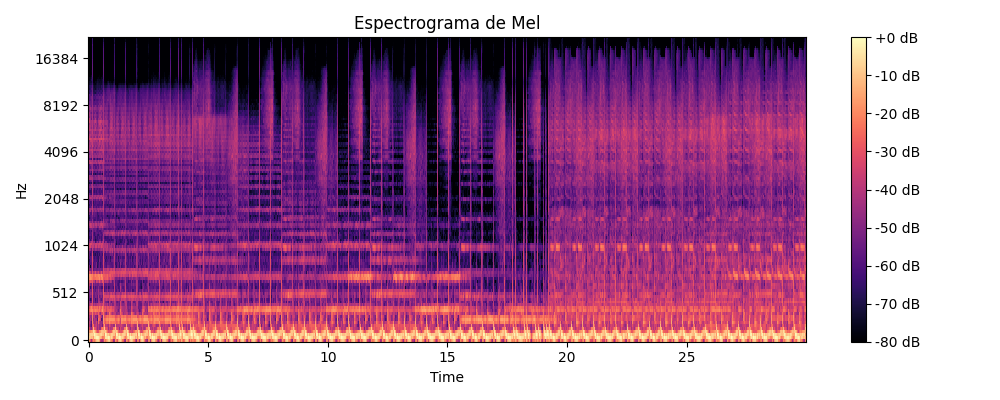 Espectrograma de Mel
Hz
16384
8192
4096
2048
1024
512
0
0 5 10 15 20 25
Time
+0 dB
-10 dB
-20 dB
-30 dB
-40 dB
-50 dB
-60 dB
-70 dB
-80 dB